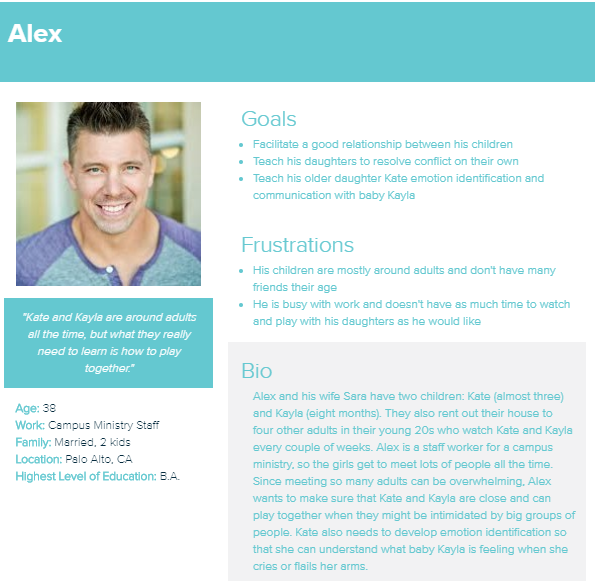 Alex
"Kate and Kayla are around adults
all the time, but what they really
need to learn is how to play
together."
Age: 38
Work: Campus Ministry Staff
Family: Married, 2 kids
Location: Palo Alto, CA
Highest Level of Education: B.A.
Goals
• Facilitate a good relationship between his children
• Teach his daughters to resolve conflict on their own
• Teach his older daughter Kate emotion identification and
communication with baby Kayla
Frustrations
• His children are mostly around adults and don't have many
friends their age
• He is busy with work and doesn't have as much time to watch
and play with his daughters as he would like
Bio
Alex and his wife Sara have two children: Kate (almost three)
and Kayla (eight months). They also rent out their house to
four other adults in their young 20s who watch Kate and Kayla
every couple of weeks. Alex is a staff worker for a campus
ministry, so the girls get to meet lots of people all the time.
Since meeting so many adults can be overwhelming, Alex
wants to make sure that Kate and Kayla are close and can
play together when they might be intimidated by big groups of
people. Kate also needs to develop emotion identification so
that she can understand what baby Kayla is feeling when she
cries or flails her arms.